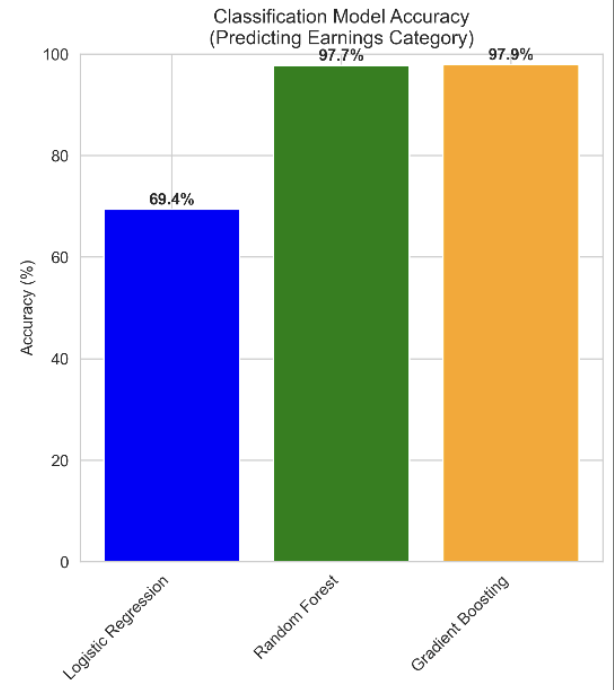 Classification Model Accuracy
(Predicting Earnings Category)
Accuracy (%)
100
80
60
40
20
0
69.4%
97.7%
97.9%
Logistic Regression
Random Forest
Gradient Boosting